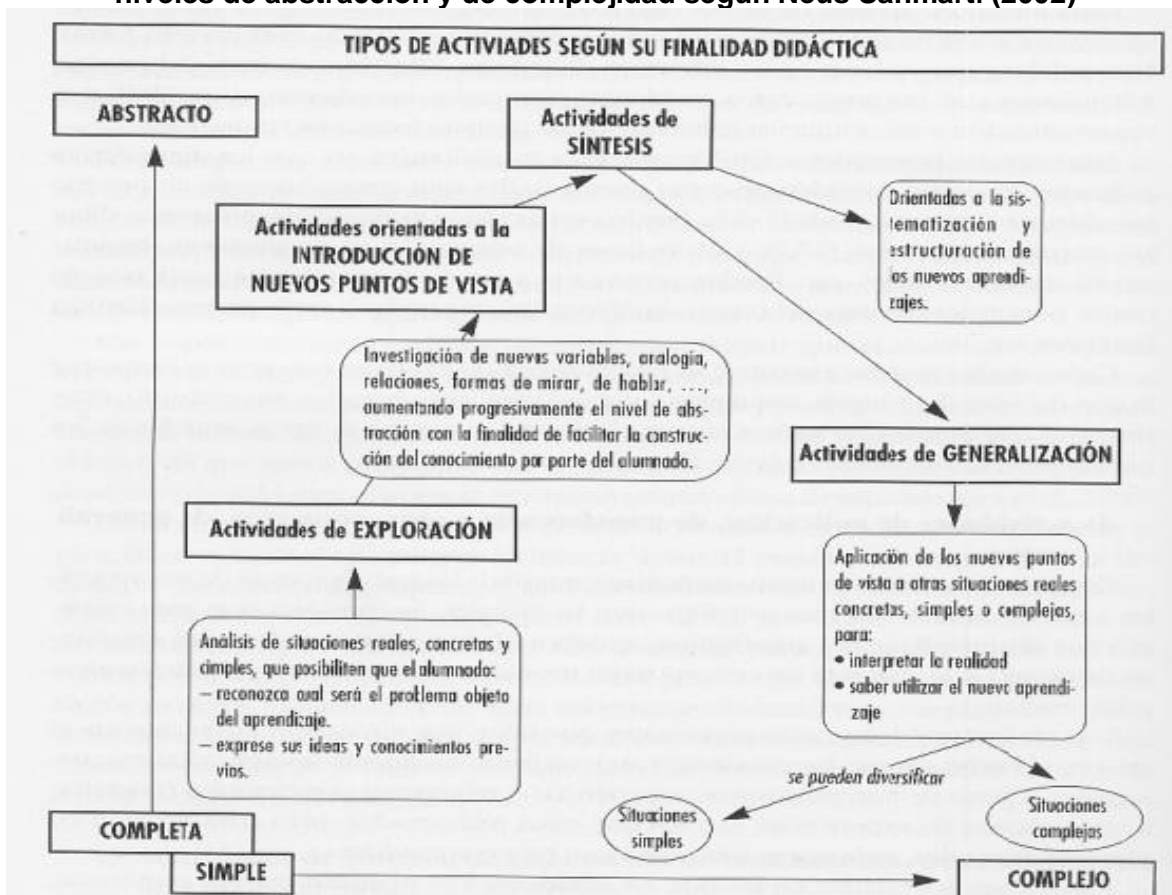 niveles de abstracción y de complejidad según Neus Sanmartí (2002)
TIPOS DE ACTIVIADES SEGÚN SU FINALIDAD DIDÁCTICA
ABSTRACTO
Actividades de
SÍNTESIS
Orientadas a la sis-
tematización y
estructuración de
los nuevos aprendi-
zajes.
Actividades orientadas a la
INTRODUCCIÓN DE
NUEVOS PUNTOS DE VISTA
Investigación de nuevas variables, analogía,
relaciones, formas de mirar, de hablar, ...,
aumentando progresivamente el nivel de abs-
tracción con la finalidad de facilitar la construc-
ción del conocimiento por parte del alumnado.
Actividades de GENERALIZACIÓN
Actividades de EXPLORACIÓN
Aplicación de los nuevos puntos
de vista a otras situaciones reales
concretas, simples o complejas,
para:
● interpretar la realidad
● saber utilizar el nuevo aprendi-
zaje
Análisis de situaciones reales, concretas y
simples, que posibiliten que el alumnado:
– reconozca cual será el problema objeto
del aprendizaje.
– exprese sus ideas y conocimientos pre-
vios.
se pueden diversificar
Situaciones
simples
Situaciones
complejas
COMPLETA
SIMPLE
COMPLEJO